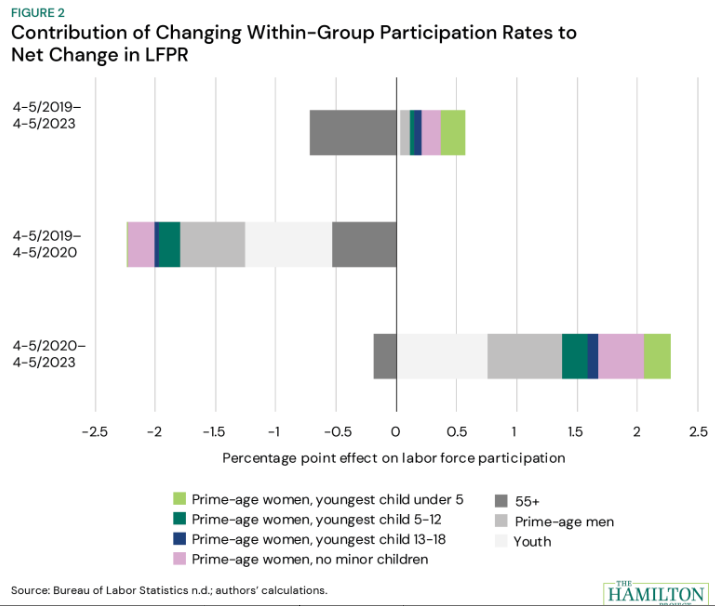 FIGURE 2
Contribution of Changing Within-Group Participation Rates to
Net Change in LFPR
4-5/2019–
4-5/2023
4-5/2019–
4-5/2020
4-5/2020–
4-5/2023
-2.5 -2 -1.5 -1 -0.5 0 0.5 1 1.5 2 2.5
Percentage point effect on labor force participation
Prime-age women, youngest child under 5
Prime-age women, youngest child 5-12
Prime-age women, youngest child 13-18
Prime-age women, no minor children
55+
Prime-age men
Youth
Source: Bureau of Labor Statistics n.d.; authors' calculations.
THE
HAMILTON